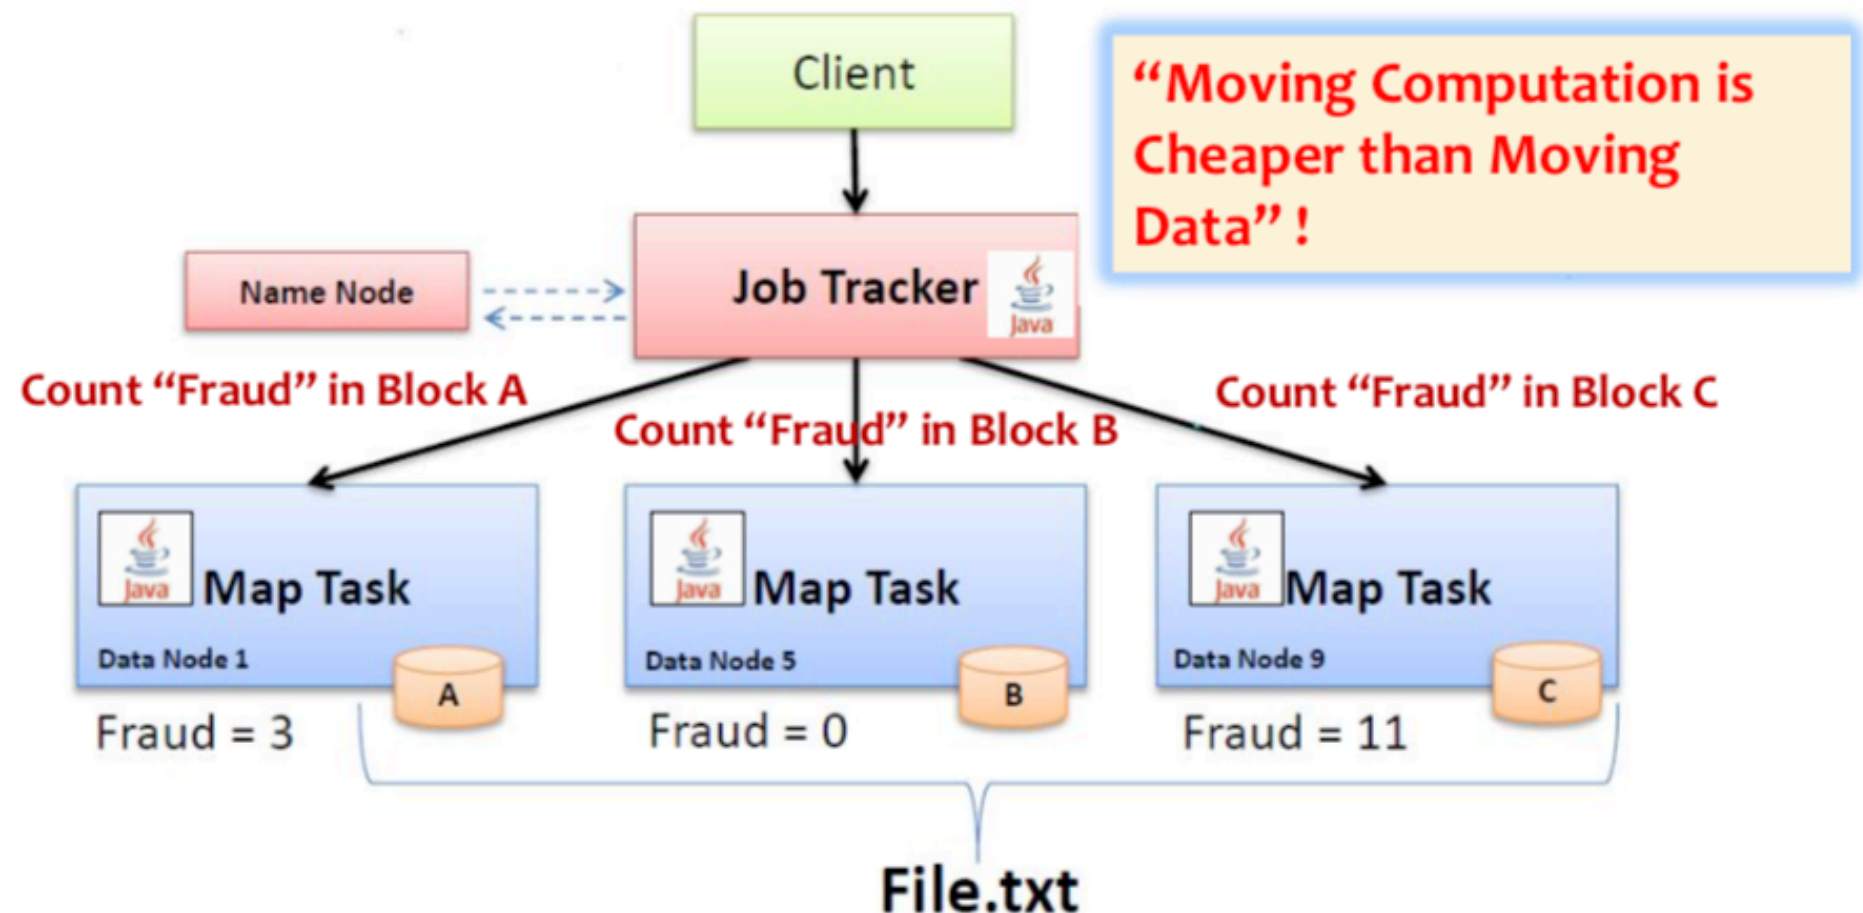 Client
“Moving Computation is
Cheaper than Moving
Data” !
Name Node
Job Tracker
Java
Count “Fraud” in Block A
Count “Fraud” in Block B
Count “Fraud” in Block C
Java
Map Task
Data Node 1
A
Java
Map Task
Data Node 5
B
Java
Map Task
Data Node 9
C
Fraud = 3
Fraud = 0
Fraud = 11
File.txt